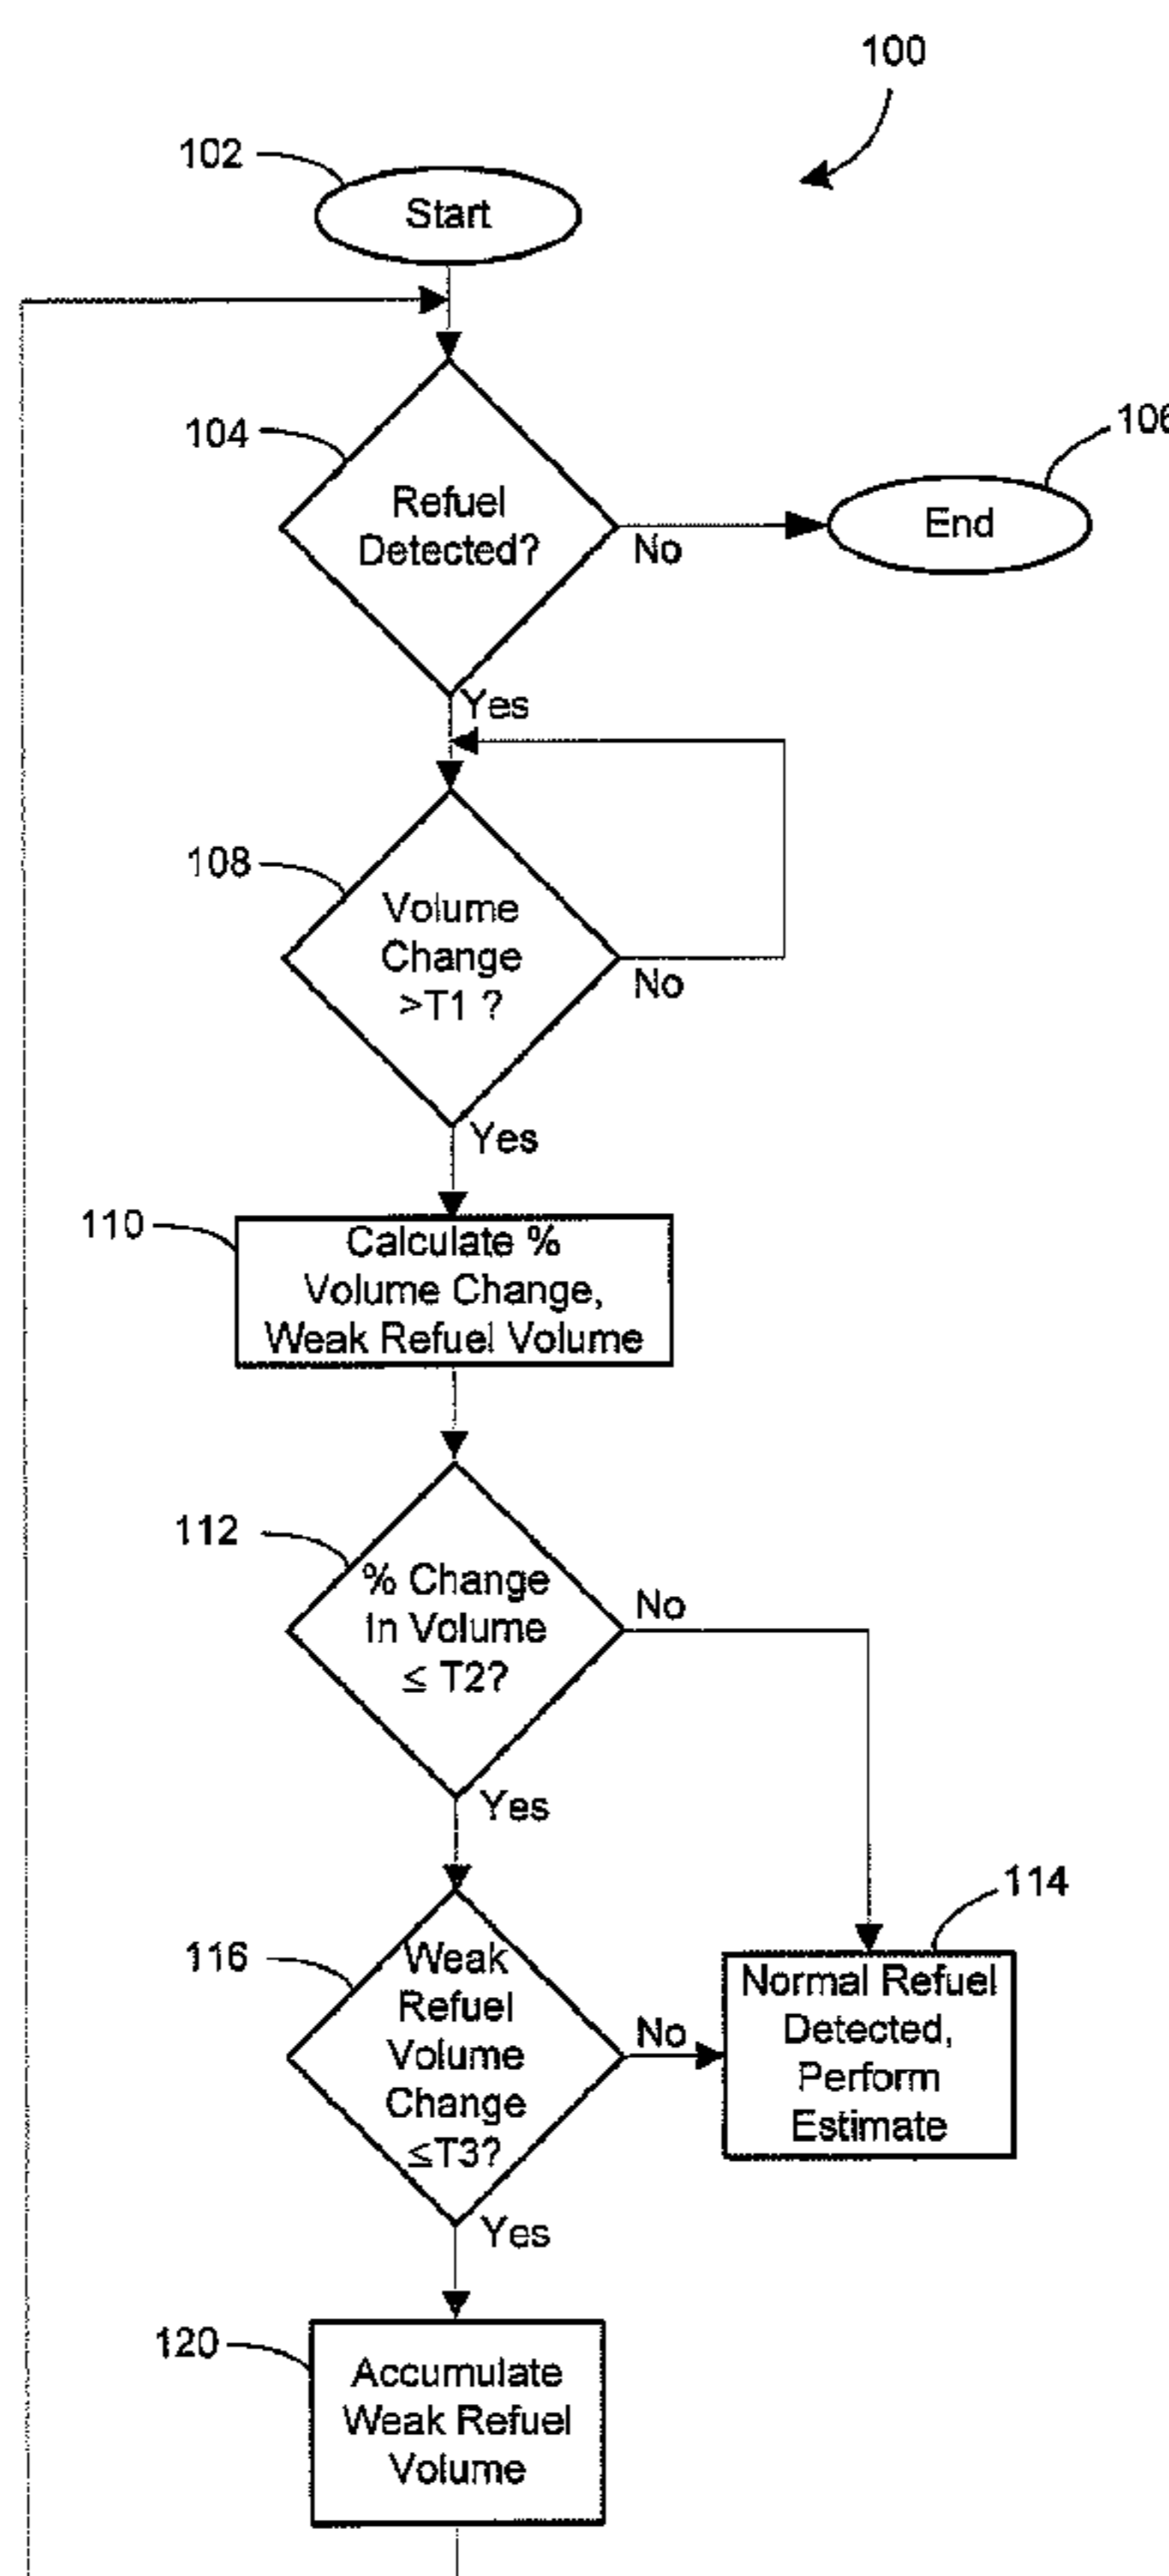 100
102
Start
104
Refuel
Detected?
No
106
End
Yes
108
Volume
Change
>T1 ?
No
Yes
110
Calculate %
Volume Change,
Weak Refuel Volume
112
% Change
In Volume
≤ T2?
No
Yes
114
Normal Refuel
Detected,
Perform
Estimate
116
Weak
Refuel
Volume
Change
≤T3?
No
Yes
120
Accumulate
Weak Refuel
Volume